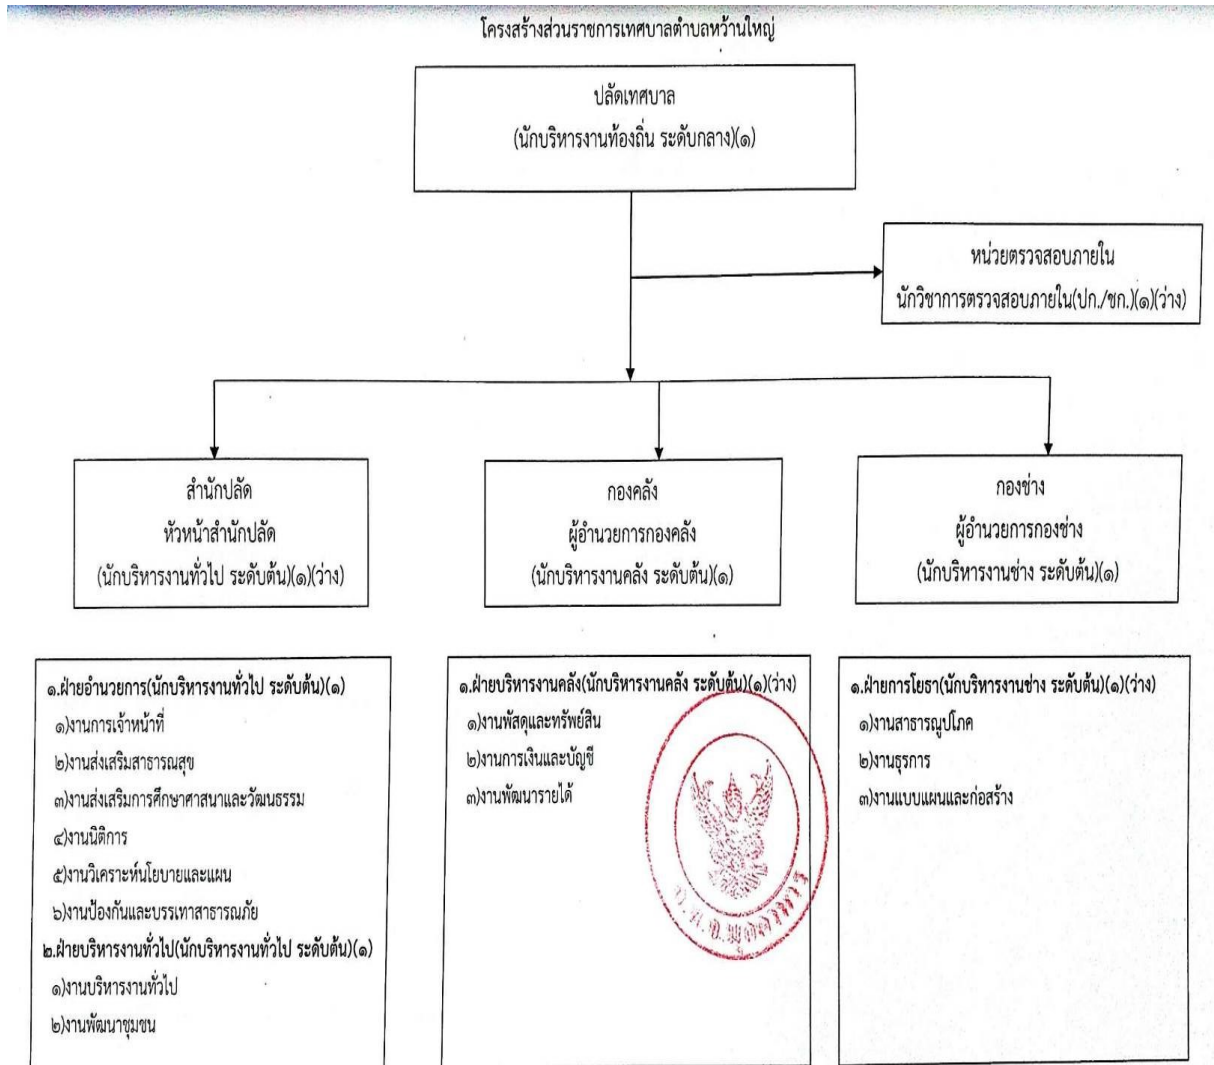 โครงสร้างส่วนราชการเทศบาลตำบลหว้านใหญ่
ปลัดเทศบาล
(นักบริหารงานท้องถิ่น ระดับกลาง)(๑)
หน่วยตรวจสอบภายใน
นักวิชาการตรวจสอบภายใน(ปก./ชก.)(๑)(ว่าง)
สำนักปลัด
หัวหน้าสำนักปลัด
(นักบริหารงานทั่วไป ระดับต้น)(๑)(ว่าง)
กองคลัง
ผู้อำนวยการกองคลัง
(นักบริหารงานคลัง ระดับต้น)(๑)
กองช่าง
ผู้อำนวยการกองช่าง
(นักบริหารงานช่าง ระดับต้น)(๑)
๑.ฝ่ายอำนวยการ(นักบริหารงานทั่วไป ระดับต้น)(๑)
๑)งานการเจ้าหน้าที่
๒)งานส่งเสริมสาธารณสุข
๓)งานส่งเสริมการศึกษาศาสนาและวัฒนธรรม
๔)งานนิติการ
๕)งานวิเคราะห์นโยบายและแผน
๖)งานป้องกันและบรรเทาสาธารณภัย
๒.ฝ่ายบริหารงานทั่วไป(นักบริหารงานทั่วไป ระดับต้น)(๑)
๑)งานบริหารงานทั่วไป
๒)งานพัฒนาชุมชน
๑.ฝ่ายบริหารงานคลัง(นักบริหารงานคลัง ระดับต้น)(๑)(ว่าง)
๑)งานพัสดุและทรัพย์สิน
๒)งานการเงินและบัญชี
๓)งานพัฒนารายได้
ก.ท.จ.มุกดาหาร
๑.ฝ่ายการโยธา(นักบริหารงานช่าง ระดับต้น)(๑)(ว่าง)
๑)งานสาธารณูปโภค
๒)งานธุรการ
๓)งานแบบแผนและก่อสร้าง